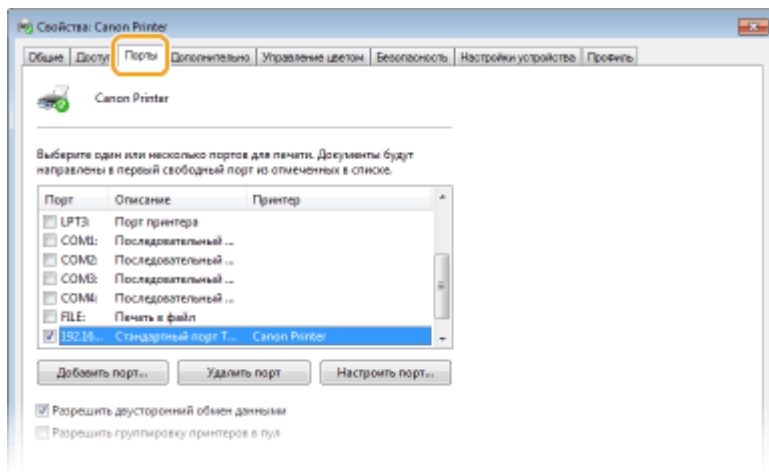 Свойства: Canon Printer
Общие Доступ Порты Дополнительно Управление цветом Безопасность Настройки устройства Профиль
Canon Printer
Выберите один или несколько портов для печати. Документы будут
направлены в первый свободный порт из отмеченных в списке.
Порт Описание Принтер
LPT3: Порт принтера
COM1: Последовательный ...
COM2: Последовательный ...
COM3: Последовательный ...
COM4: Последовательный ...
FILE: Печать в файл
192.16... Стандартный порт T... Canon Printer
Добавить порт... Удалить порт Настроить порт...
Разрешить двусторонний обмен данными
Разрешить группировку принтеров в пул